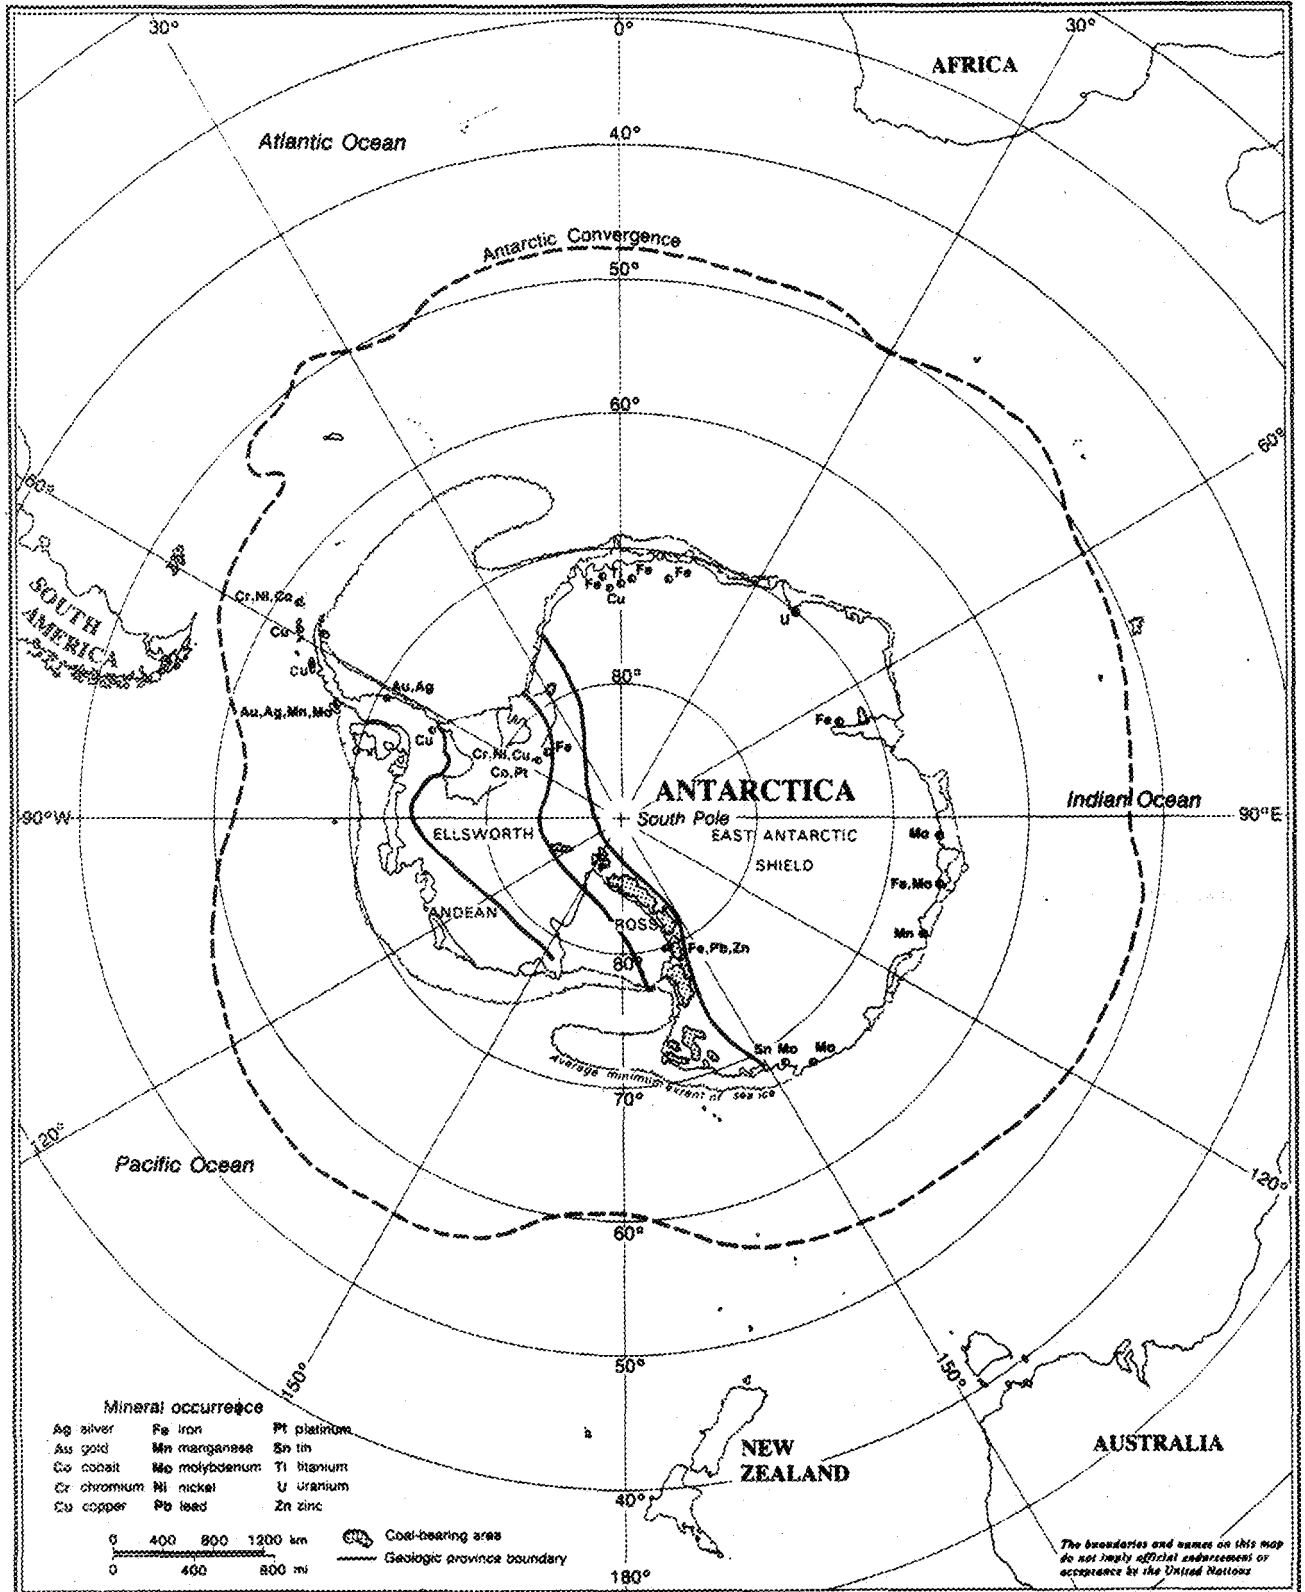 30°
0°
30°
AFRICA
Atlantic Ocean
40°
Antarctic Convergence
50°
60°
60°
60°
SOUTH
AMERICA
Cr,Ni,Co
Cu
Cu
Fe
Ti
Fe
Fe
Cu
U
80°
Au,Ag
Au,Ag,Mn,Mo
Cu
Cr,Ni,Cu,
Co,Pt
Fe
Fe
ANTARCTICA
Indian Ocean
90°W
South Pole
90°E
ELLSWORTH
EAST ANTARCTIC
SHIELD
Mo
Fe,Mo
ANDEAN
ROSS
Mn
Fe,Pb,Zn
80°
Sn Mo
Mo
Average minimum extent of sea ice
70°
120°
Pacific Ocean
120°
60°
150°
50°
150°
Mineral occurrence
Ag silver Fe iron Pt platinum
Au gold Mn manganese Sn tin
Co cobalt Mo molybdenum Ti titanium
Cr chromium Ni nickel U uranium
Cu copper Pb lead Zn zinc
NEW
ZEALAND
AUSTRALIA
40°
0 400 800 1200 km
0 400 800 mi
Coal-bearing area
Geologic province boundary
The boundaries and names on this map
do not imply official endorsement or
acceptance by the United Nations
180°